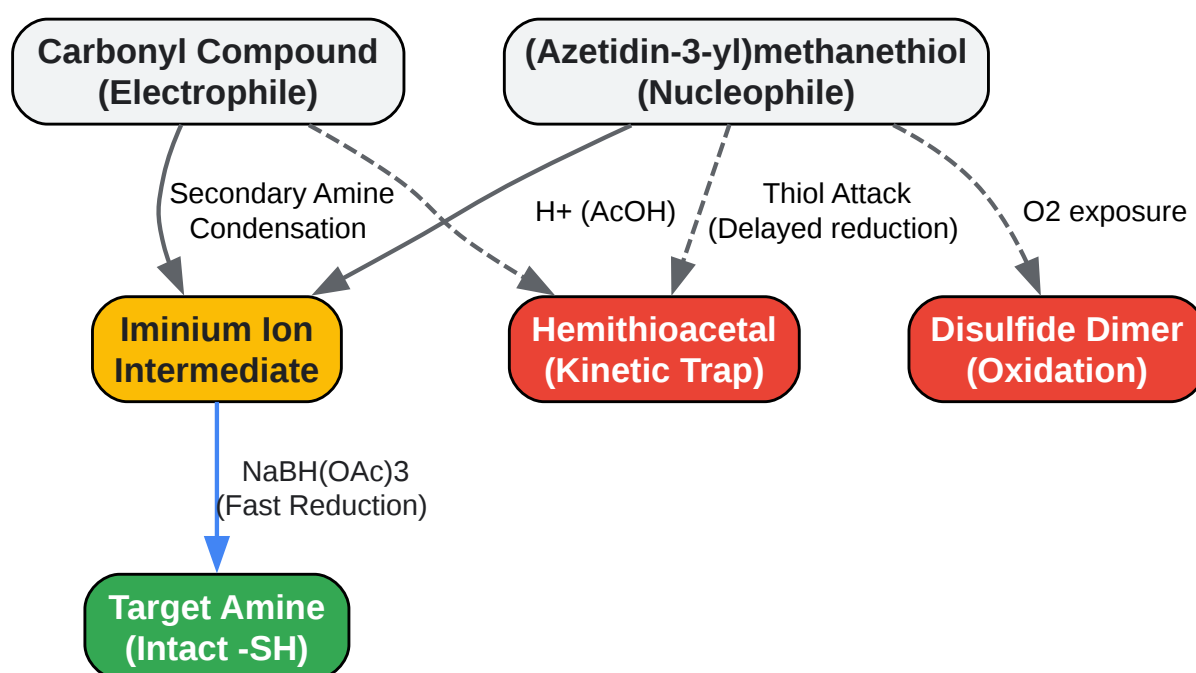 Carbonyl Compound
(Electrophile)
(Azetidin-3-yl)methanethiol
(Nucleophile)
Secondary Amine
Condensation
H+ (AcOH)
Thiol Attack
(Delayed reduction)
O2 exposure
Iminium Ion
Intermediate
Hemithioacetal
(Kinetic Trap)
Disulfide Dimer
(Oxidation)
NaBH(OAc)3
(Fast Reduction)
Target Amine
(Intact -SH)